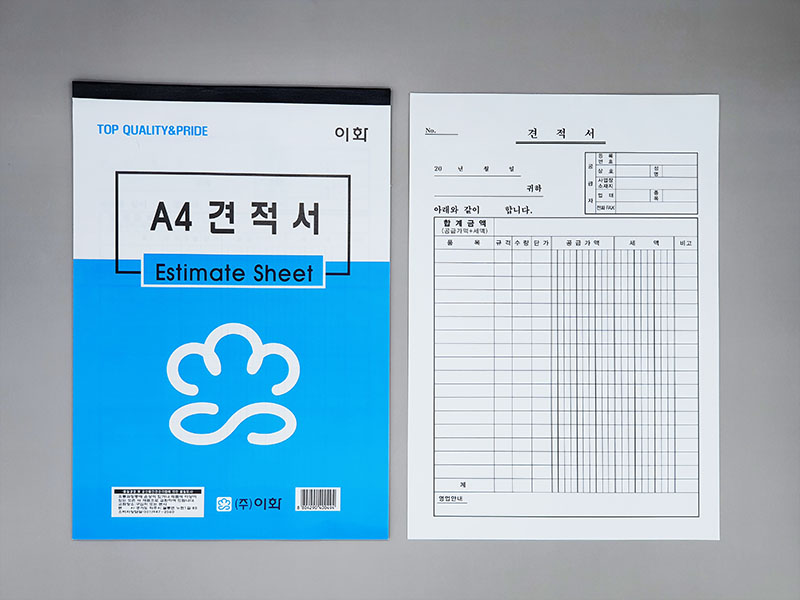 TOP QUALITY&PRIDE
이화
A4 견적서
Estimate Sheet
(주)이화
No.
견 적 서
20 년 월 일
귀하
아래와 같이 합니다.
공급자
등 록
번 호
상 호
성명
사업장
소재지
업 태
종목
전화 FAX
합 계 금 액
(공급가액+세액)
품 목 규격 수량 단가 공급가액 세 액 비고
계
영업안내